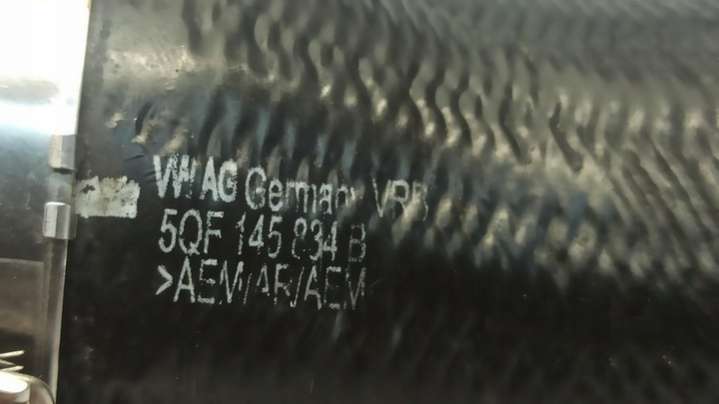 VW AG Germany VRB
5QF 145 834 B
>AEM/AR/AEM